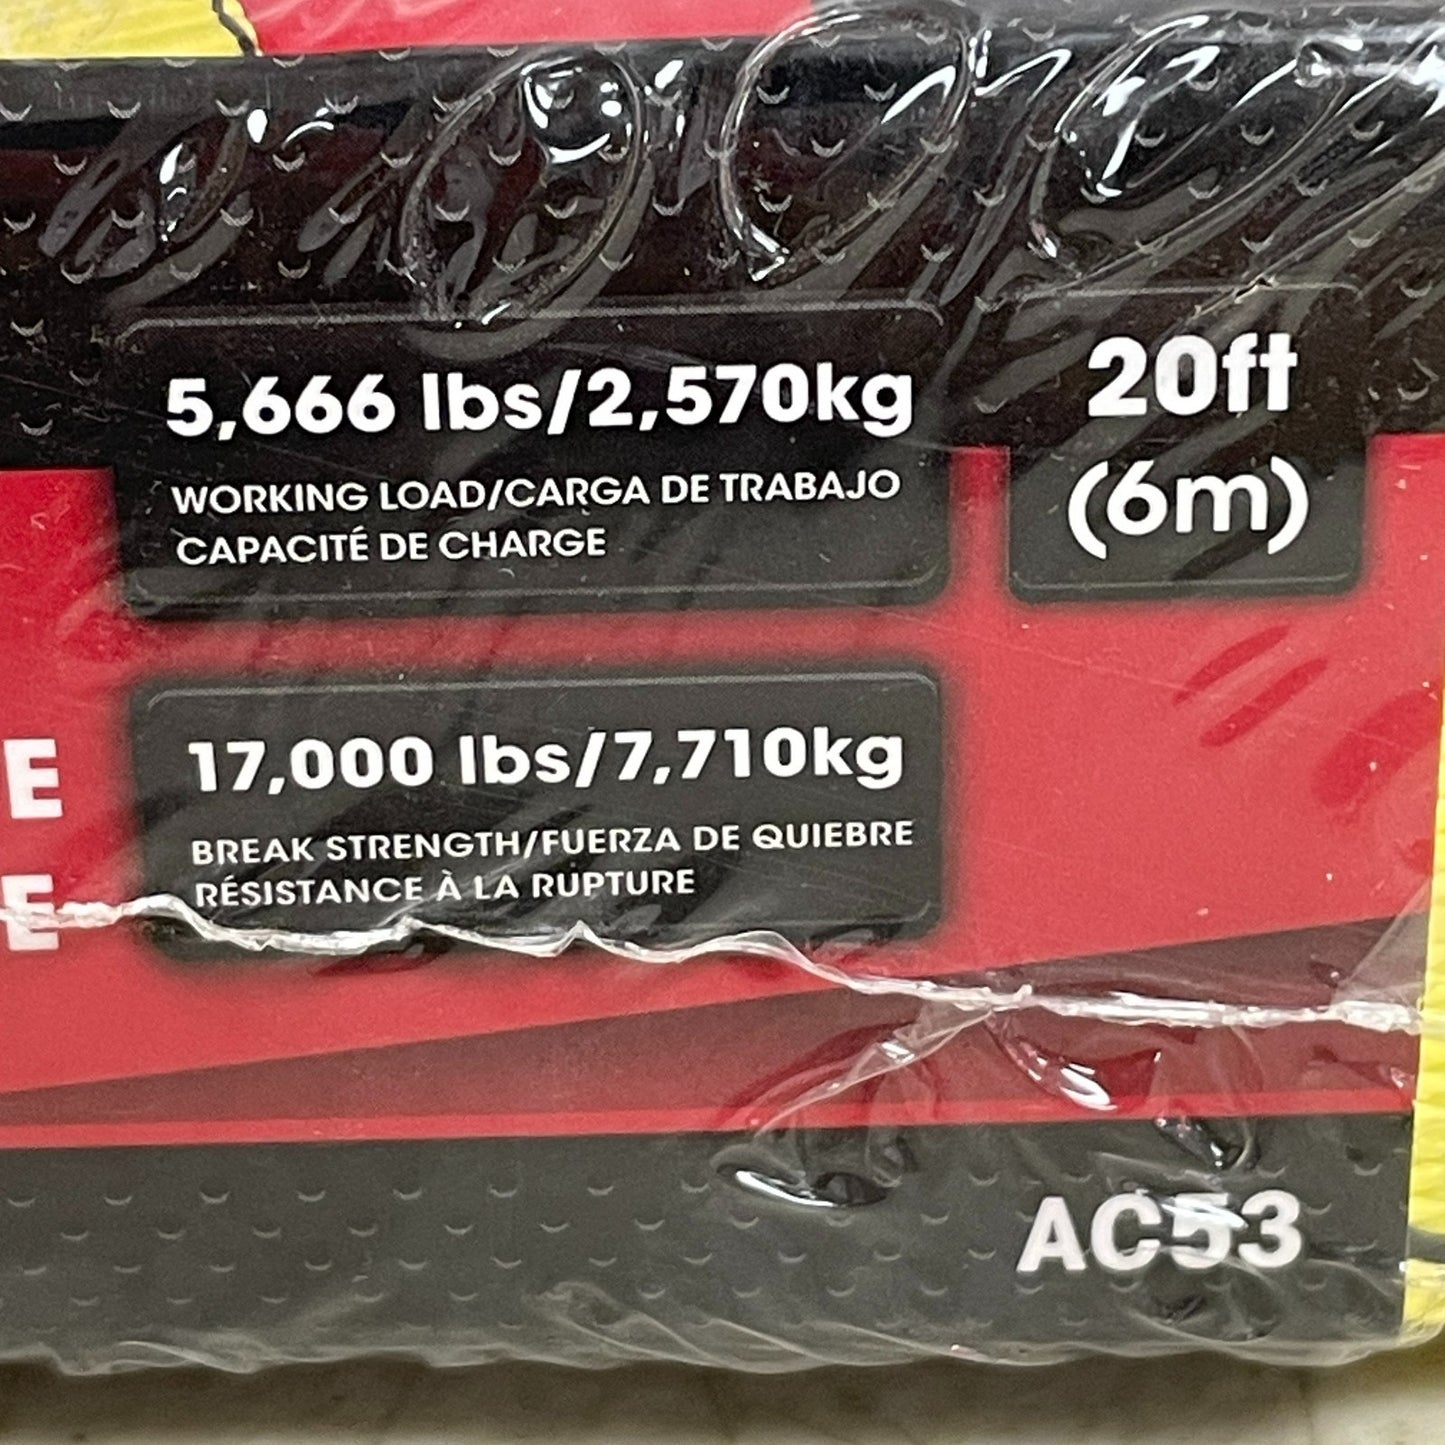 5,666 lbs/2,570kg
WORKING LOAD/CARGA DE TRABAJO
CAPACITÉ DE CHARGE
20ft
(6m)
17,000 lbs/7,710kg
BREAK STRENGTH/FUERZA DE QUIEBRE
RÉSISTANCE À LA RUPTURE
E
E
AC53